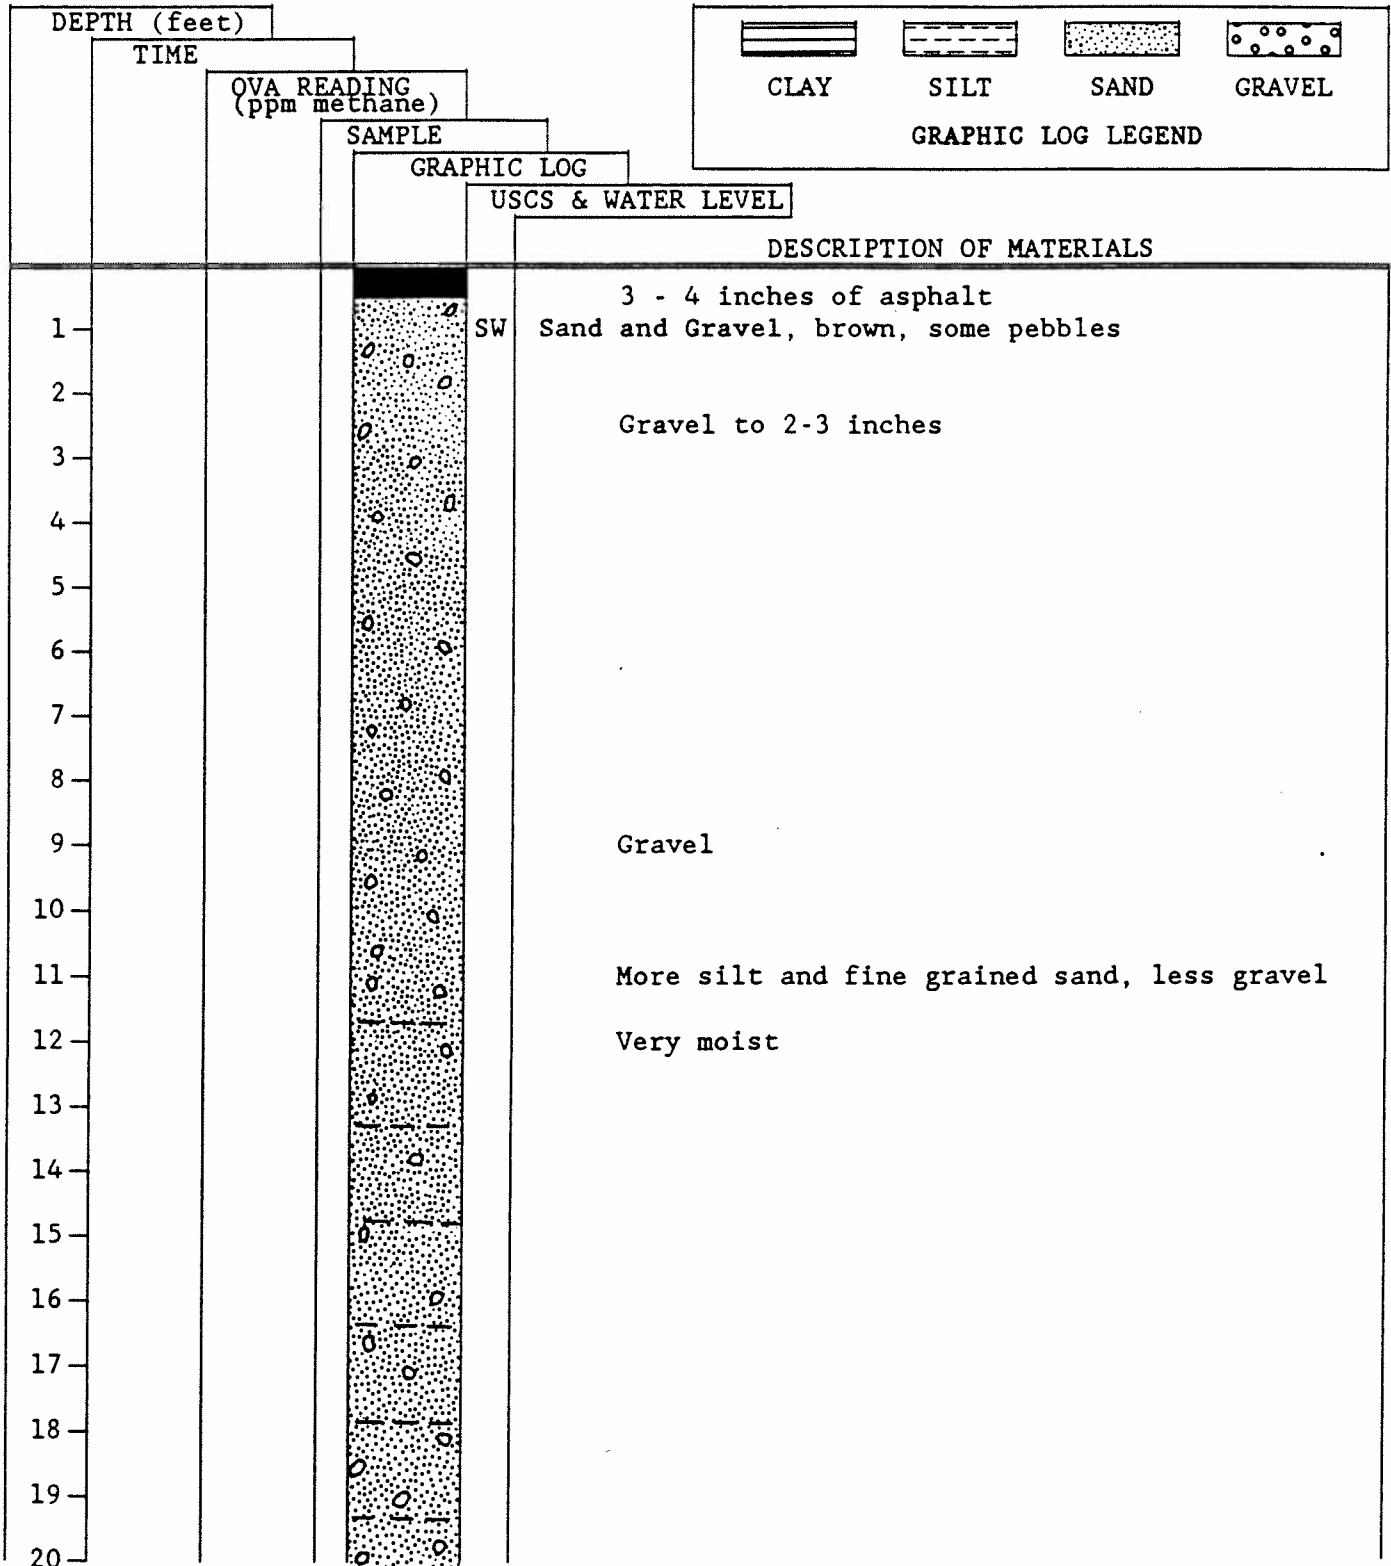 DEPTH (feet)
TIME
OVA READING
(ppm methane)
SAMPLE
GRAPHIC LOG
USCS & WATER LEVEL
CLAY SILT SAND GRAVEL
GRAPHIC LOG LEGEND
DESCRIPTION OF MATERIALS
3 - 4 inches of asphalt
1 SW Sand and Gravel, brown, some pebbles
2
Gravel to 2-3 inches
3
4
5
6
7
8
9 Gravel
10
11 More silt and fine grained sand, less gravel
12 Very moist
13
14
15
16
17
18
19
20